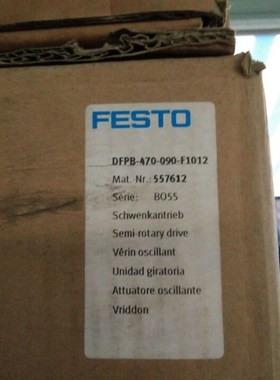 FESTO
DFPB-470-090-F1012
Mat. Nr.: 557612
Serie: BO55
Schwenkantrieb
Semi-rotary drive
Vérin oscillant
Unidad giratoria
Attuatore oscillante
Vriddon